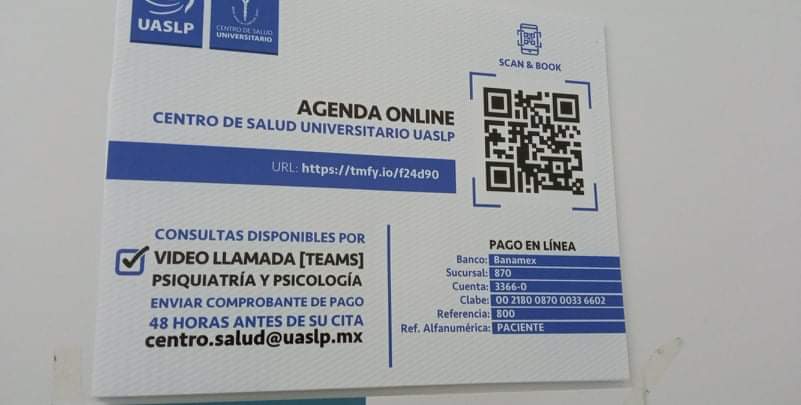 UASLP
CENTRO DE SALUD
UNIVERSITARIO
SCAN & BOOK
AGENDA ONLINE
CENTRO DE SALUD UNIVERSITARIO UASLP
URL: https://tmfy.io/f24d90
CONSULTAS DISPONIBLES POR
VIDEO LLAMADA [TEAMS]
PSIQUIATRÍA Y PSICOLOGÍA
ENVIAR COMPROBANTE DE PAGO
48 HORAS ANTES DE SU CITA
centro.salud@uaslp.mx
PAGO EN LÍNEA
Banco: Banamex
Sucursal: 870
Cuenta: 3366-0
Clabe: 00 2180 0870 0033 6602
Referencia: 800
Ref. Alfanumérica: PACIENTE